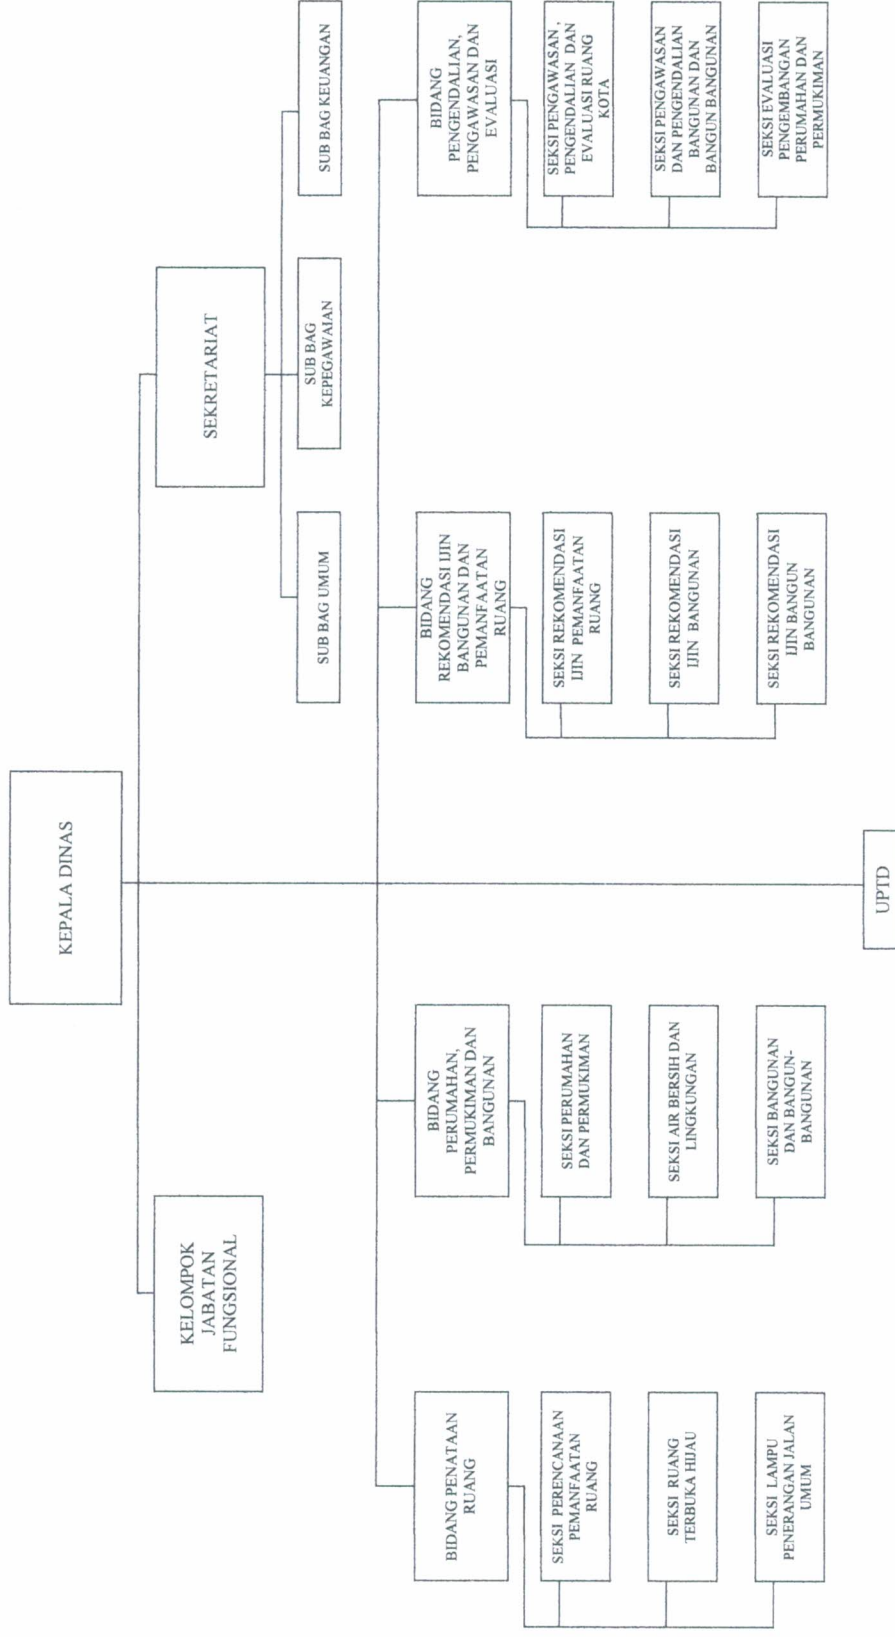 KEPALA DINAS
KELOMPOK
JABATAN
FUNGSIONAL
SEKRETARIAT
SUB BAG UMUM
SUB BAG
KEPEGAWAIAN
SUB BAG KEUANGAN
BIDANG PENATAAN
RUANG
SEKSI PERENCANAAN
PEMANFAATAN
RUANG
SEKSI RUANG
TERBUKA HIJAU
SEKSI LAMPU
PENERANGAN JALAN
UMUM
BIDANG
PERUMAHAN,
PERMUKIMAN DAN
BANGUNAN
SEKSI PERUMAHAN
DAN PERMUKIMAN
SEKSI AIR BERSIH DAN
LINGKUNGAN
SEKSI BANGUNAN
DAN BANGUN-
BANGUNAN
BIDANG
REKOMENDASI IJIN
BANGUNAN DAN
PEMANFAATAN
RUANG
SEKSI REKOMENDASI
IJIN PEMANFAATAN
RUANG
SEKSI REKOMENDASI
IJIN BANGUNAN
SEKSI REKOMENDASI
IJIN BANGUN
BANGUNAN
BIDANG
PENGENDALIAN,
PENGAWASAN DAN
EVALUASI
SEKSI PENGAWASAN ,
PENGENDALIAN DAN
EVALUASI RUANG
KOTA
SEKSI PENGAWASAN
DAN PENGENDALIAN
BANGUNAN DAN
BANGUN BANGUNAN
SEKSI EVALUASI
PENGEMBANGAN
PERUMAHAN DAN
PERMUKIMAN
UPTD